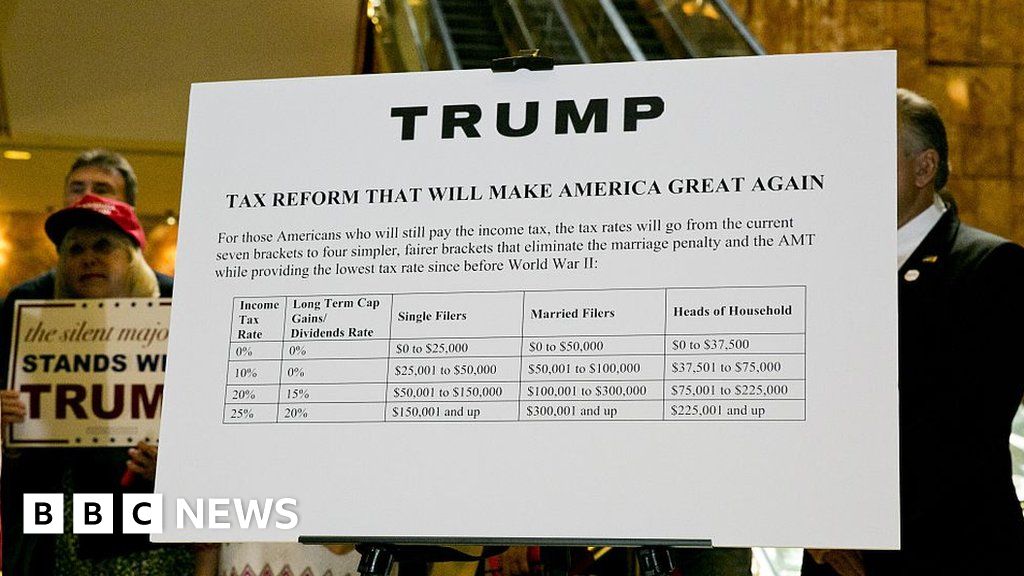 TRUMP
TAX REFORM THAT WILL MAKE AMERICA GREAT AGAIN
For those Americans who will still pay the income tax, the tax rates will go from the current
seven brackets to four simpler, fairer brackets that eliminate the marriage penalty and the AMT
while providing the lowest tax rate since before World War II:
Income Tax Rate Long Term Cap Gains/ Dividends Rate Single Filers Married Filers Heads of Household
0% 0% $0 to $25,000 $0 to $50,000 $0 to $37,500
10% 0% $25,001 to $50,000 $50,001 to $100,000 $37,501 to $75,000
20% 15% $50,001 to $150,000 $100,001 to $300,000 $75,001 to $225,000
25% 20% $150,001 and up $300,001 and up $225,001 and up
the silent majo
STANDS WI
TRUM
BBC NEWS